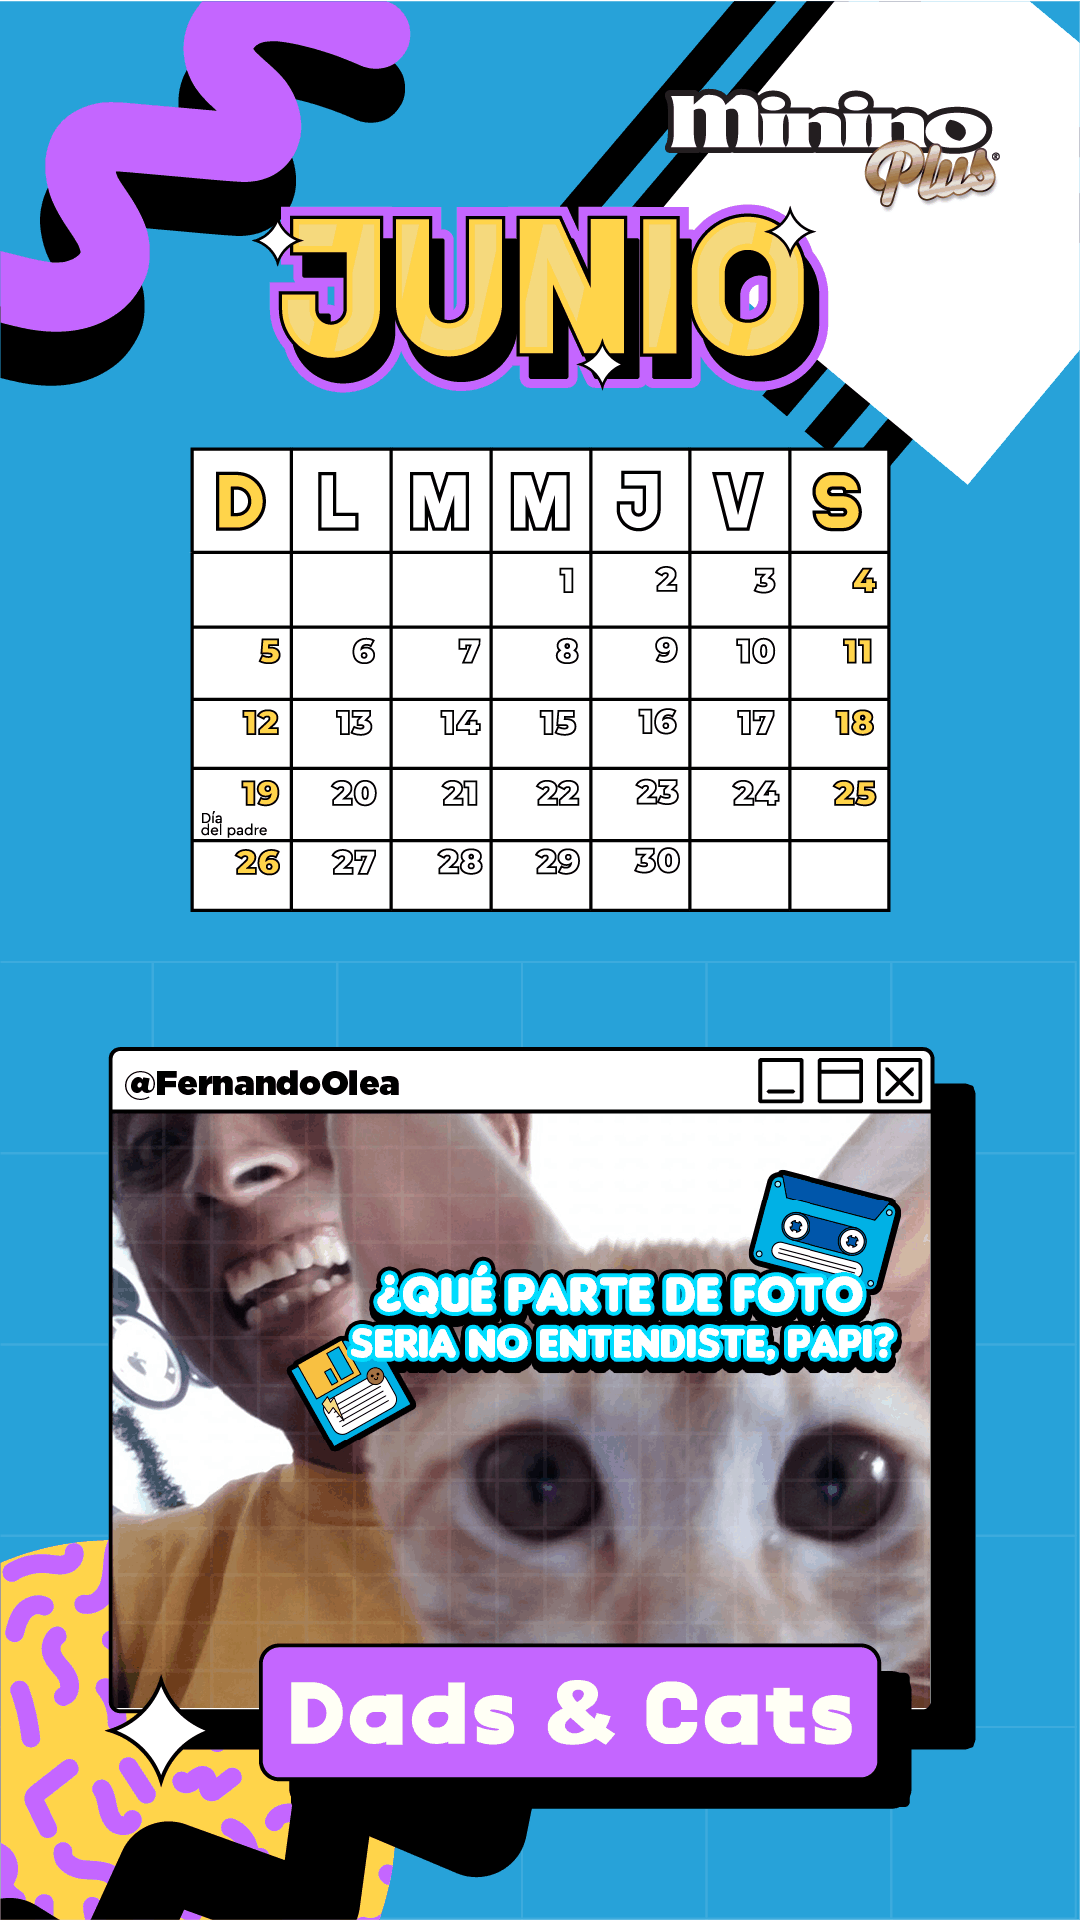 Minino
Plus®
JUNIO
D L M M J V S
1 2 3 4
5 6 7 8 9 10 11
12 13 14 15 16 17 18
19 20 21 22 23 24 25
Día
del padre
26 27 28 29 30
@FernandoOlea
¿QUÉ PARTE DE FOTO
SERIA NO ENTENDISTE, PAPI?
Dads & Cats